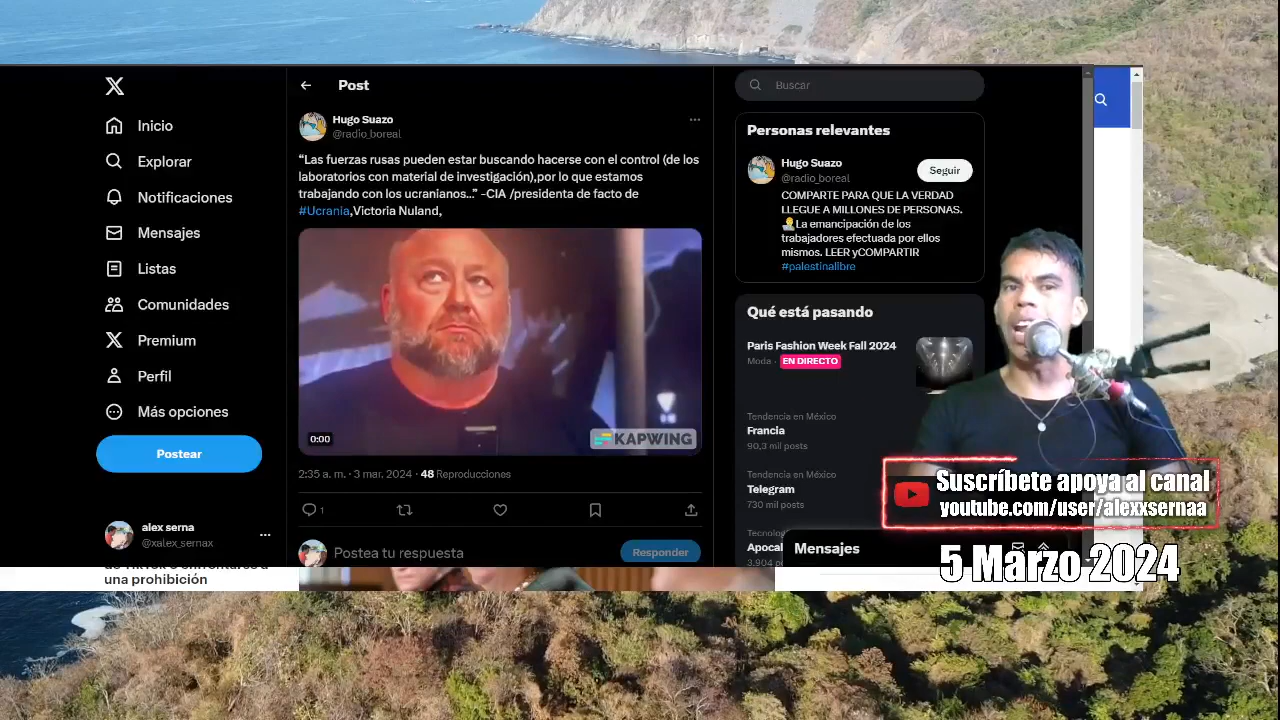 Post
Buscar
Inicio
Explorar
Notificaciones
Mensajes
Listas
Comunidades
Premium
Perfil
Más opciones
Postear
alex serna
@xalex_sernax
una prohibición
Hugo Suazo
@radio_boreal
“Las fuerzas rusas pueden estar buscando hacerse con el control (de los
laboratorios con material de investigación),por lo que estamos
trabajando con los ucranianos...” -CIA /presidenta de facto de
#Ucrania,Victoria Nuland,
0:00
KAPWING
2:35 a. m. · 3 mar. 2024 · 48 Reproducciones
1
Postea tu respuesta
Responder
Personas relevantes
Hugo Suazo
@radio_boreal
Seguir
COMPARTE PARA QUE LA VERDAD
LLEGUE A MILLONES DE PERSONAS.
La emancipación de los
trabajadores efectuada por ellos
mismos. LEER yCOMPARTIR
#palestinalibre
Qué está pasando
Paris Fashion Week Fall 2024
Moda · EN DIRECTO
Tendencia en México
Francia
90,3 mil posts
Tendencia en México
Telegram
730 mil posts
Mensajes
Suscríbete apoya al canal
youtube.com/user/alexxsernaa
5 Marzo 2024